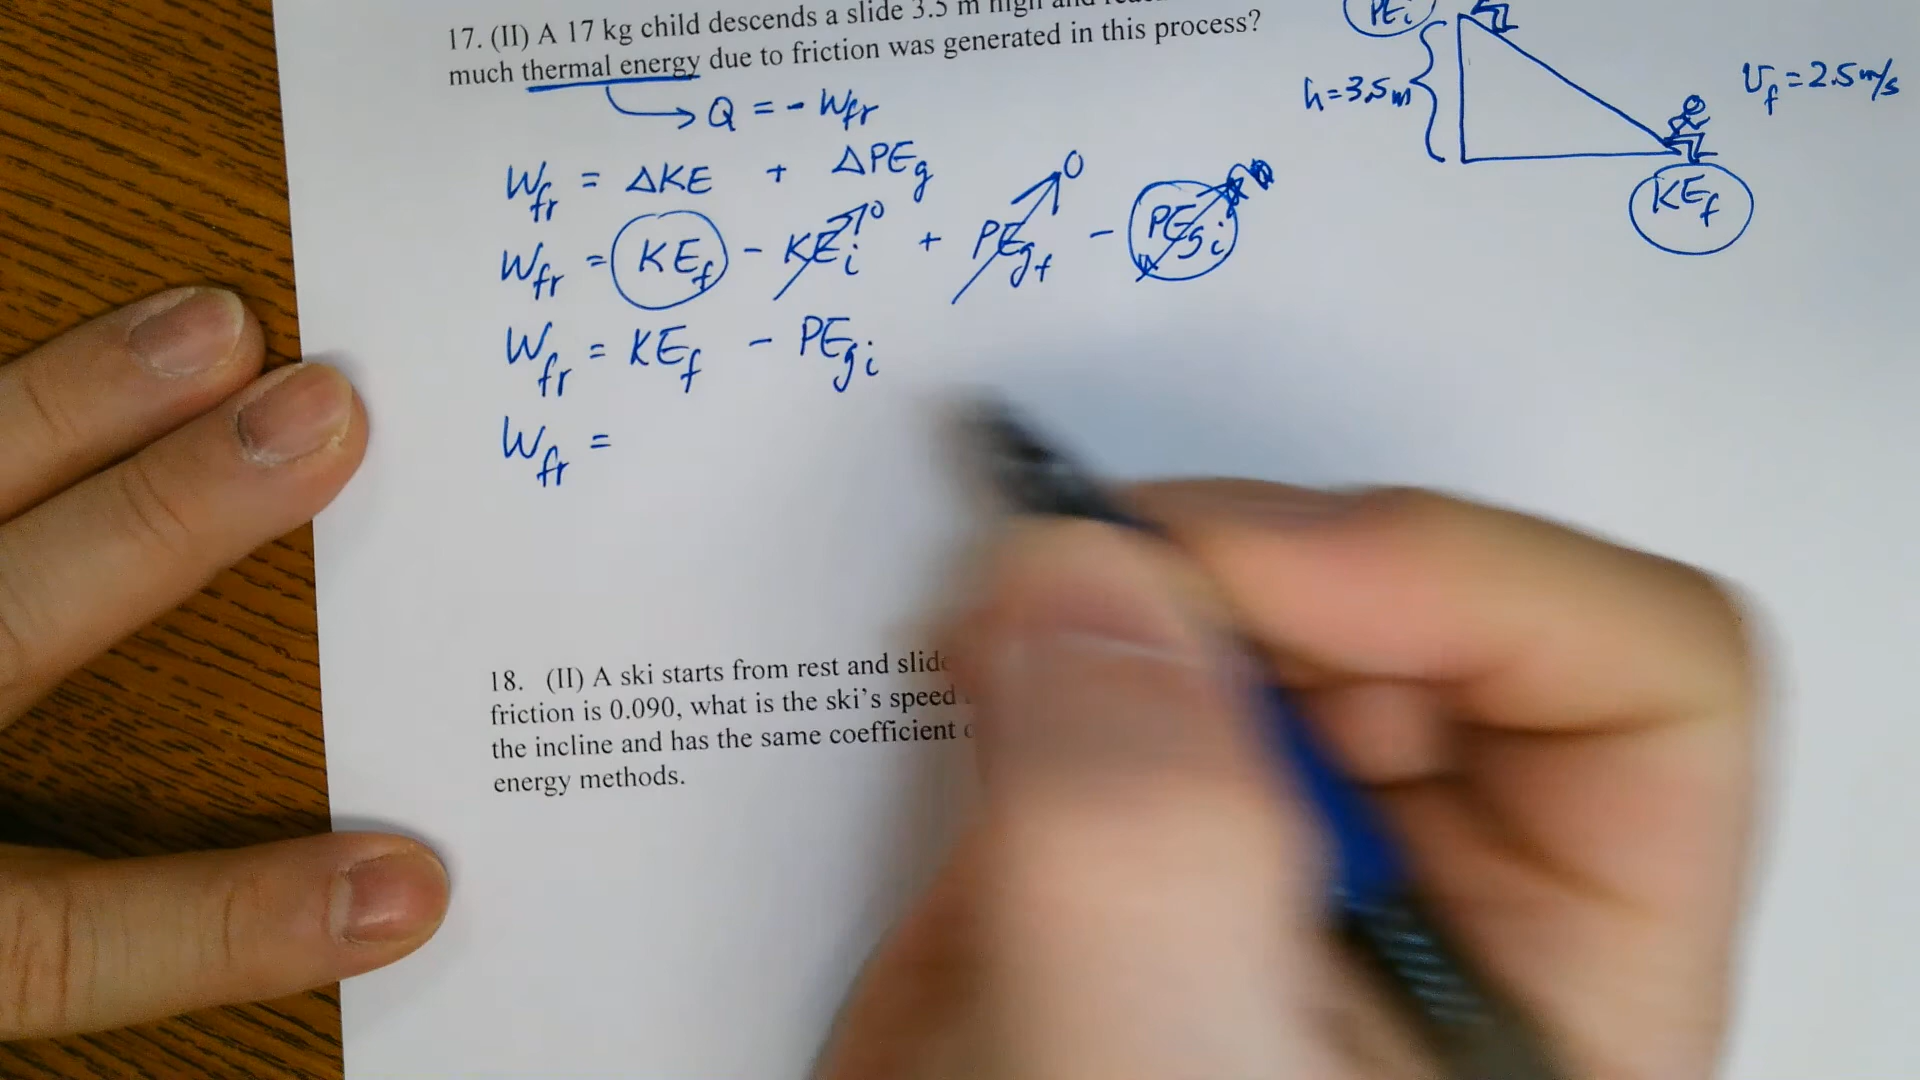 17. (II) A 17 kg child descends a slide 3.5 m high and
much thermal energy due to friction was generated in this process?
PEi
h=3.5m
Vf=2.5m/s
KEf
Q = -Wfr
Wfr = ΔKE + ΔPEg
Wfr = KEf - KEi 0 + PEgf 0 - PEgi
Wfr = KEf - PEgi
Wfr =
18. (II) A ski starts from rest and
friction is 0.090, what is the ski's speed
the incline and has the same coefficient
energy methods.